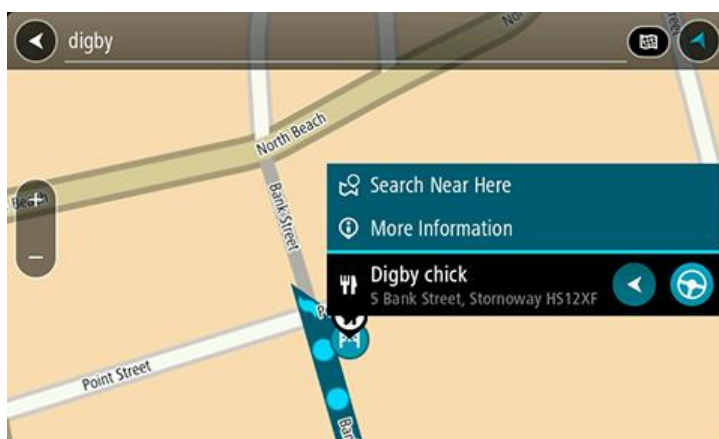 digby
North Beach
Beach
Bank Street
Search Near Here
More Information
Digby chick
5 Bank Street, Stornoway HS12XF
Point Street